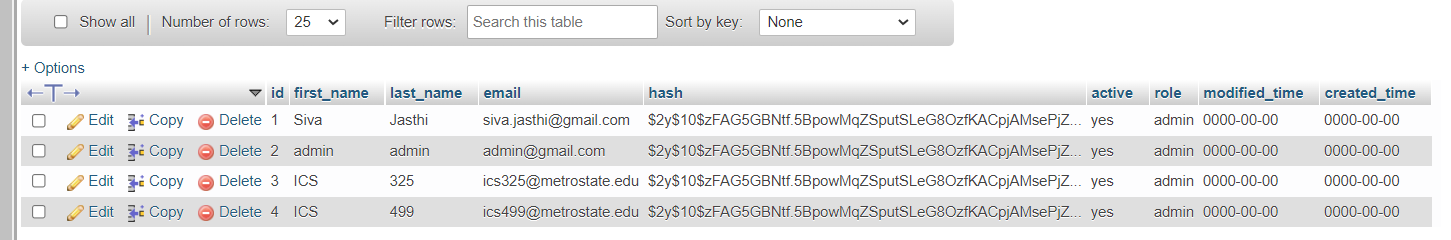 Show all | Number of rows: 25 Filter rows: Search this table Sort by key: None
+ Options
←T→ id first_name last_name email hash active role modified_time created_time
Edit Copy Delete 1 Siva Jasthi siva.jasthi@gmail.com $2y$10$zFAG5GBNtf.5BpowMqZSputSLeG8OzfKACpjAMsePjZ... yes admin 0000-00-00 0000-00-00
Edit Copy Delete 2 admin admin admin@gmail.com $2y$10$zFAG5GBNtf.5BpowMqZSputSLeG8OzfKACpjAMsePjZ... yes admin 0000-00-00 0000-00-00
Edit Copy Delete 3 ICS 325 ics325@metrostate.edu $2y$10$zFAG5GBNtf.5BpowMqZSputSLeG8OzfKACpjAMsePjZ... yes admin 0000-00-00 0000-00-00
Edit Copy Delete 4 ICS 499 ics499@metrostate.edu $2y$10$zFAG5GBNtf.5BpowMqZSputSLeG8OzfKACpjAMsePjZ... yes admin 0000-00-00 0000-00-00